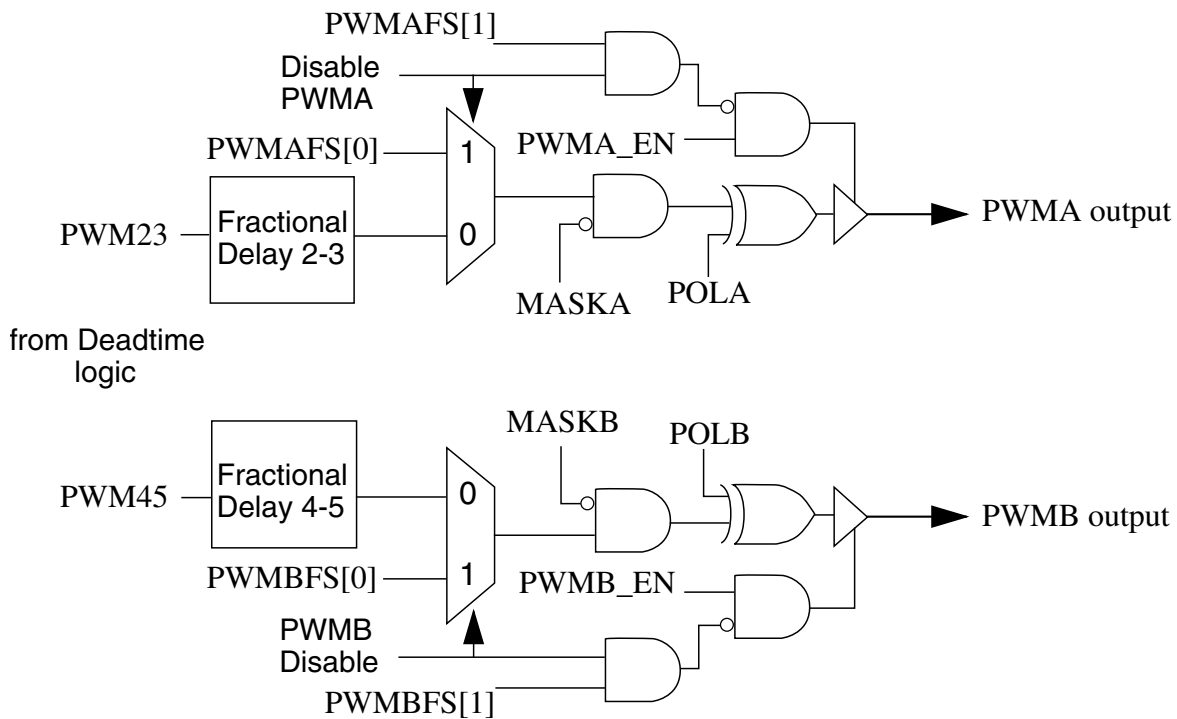 PWMAFS[1]
Disable
PWMA
PWMAFS[0]
1
PWMA_EN
PWM23
Fractional
Delay 2-3
0
PWMA output
MASKA
POLA
from Deadtime
logic
MASKB
POLB
PWM45
Fractional
Delay 4-5
0
PWMB output
PWMBFS[0]
1
PWMB_EN
PWMB
Disable
PWMBFS[1]